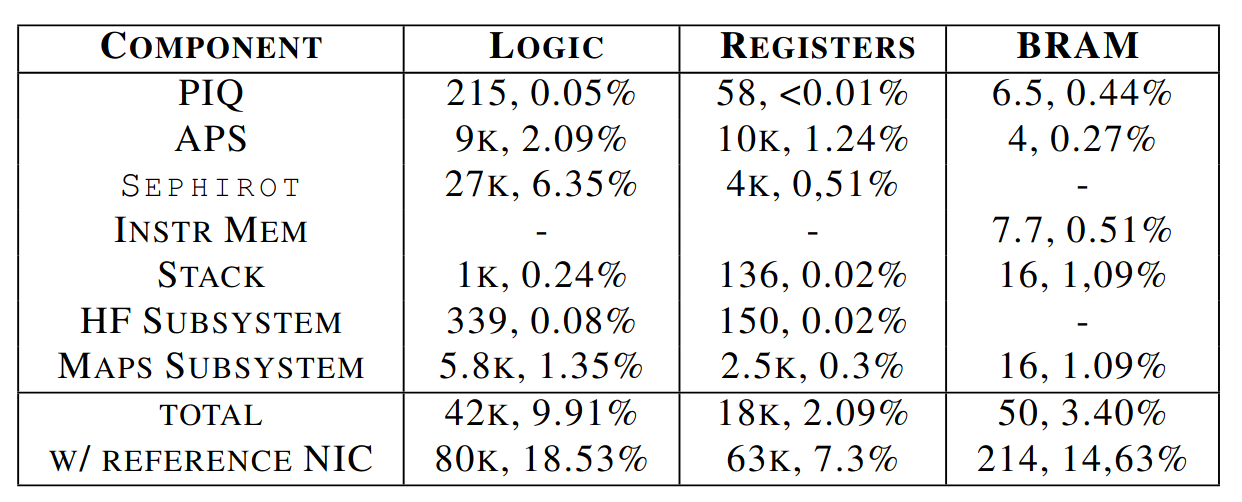 COMPONENT LOGIC REGISTERS BRAM
PIQ 215, 0.05% 58, <0.01% 6.5, 0.44%
APS 9K, 2.09% 10K, 1.24% 4, 0.27%
SEPHIROT 27K, 6.35% 4K, 0,51% -
INSTR MEM - - 7.7, 0.51%
STACK 1K, 0.24% 136, 0.02% 16, 1,09%
HF SUBSYSTEM 339, 0.08% 150, 0.02% -
MAPS SUBSYSTEM 5.8K, 1.35% 2.5K, 0.3% 16, 1.09%
TOTAL 42K, 9.91% 18K, 2.09% 50, 3.40%
W/ REFERENCE NIC 80K, 18.53% 63K, 7.3% 214, 14,63%